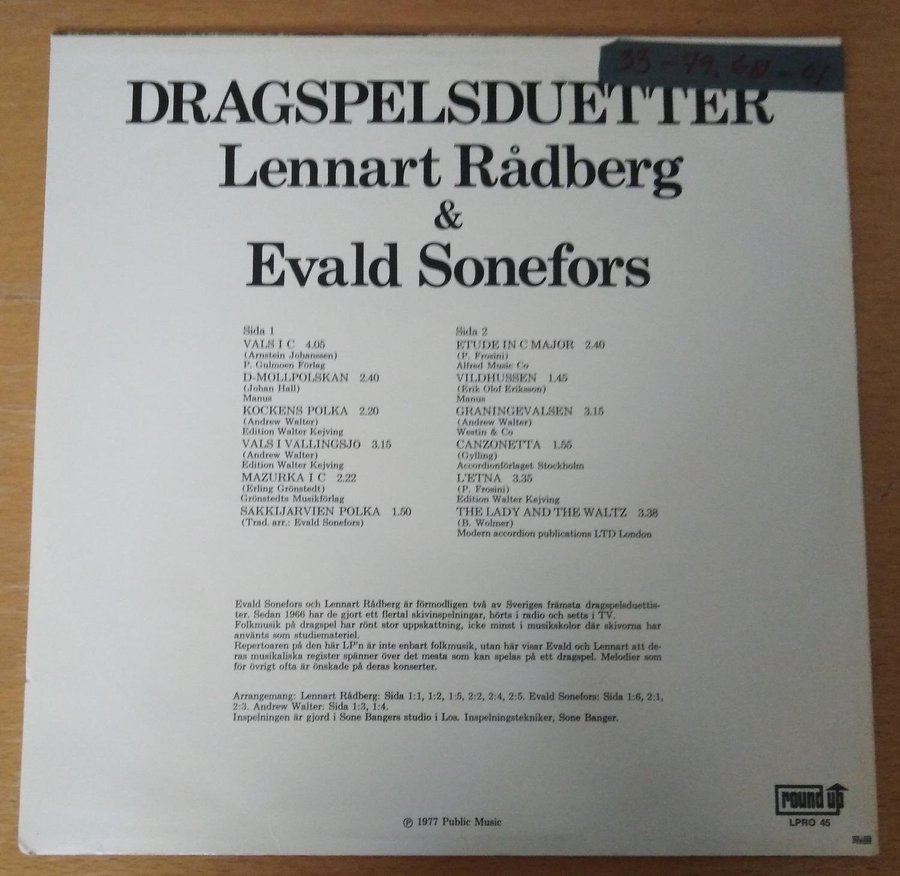 33-79.60-01
DRAGSPELSDUETTER
Lennart Rådberg
&
Evald Sonefors
Sida 1
VALS I C 4.05
(Arnstein Johanssen)
P. Gulmoen Förlag
D-MOLLPOLSKAN 2.40
(Johan Hall)
Manus
KOCKENS POLKA 2.20
(Andrew Walter)
Edition Walter Kejving
VALS I VALLINGSJÖ 3.15
(Andrew Walter)
Edition Walter Kejving
MAZURKA I C 2.22
(Erling Grönstedt)
Grönstedts Musikförlag
SAKKIJARVIEN POLKA 1.50
(Trad. arr.: Evald Sonefors)
Sida 2
ETUDE IN C MAJOR 2.40
(P. Frosini)
Alfred Music Co
VILDHUSSEN 1.45
(Erik Olof Eriksson)
Manus
GRANINGEVALSEN 3.15
(Andrew Walter)
Westin & Co
CANZONETTA 1.55
(Gylling)
Accordionförlaget Stockholm
L'ETNA 3.35
(P. Frosini)
Edition Walter Kejving
THE LADY AND THE WALTZ 3.38
(B. Wolmer)
Modern accordion publications LTD London
Evald Sonefors och Lennart Rådberg är förmodligen två av Sveriges främsta dragspelsduettis-
ter. Sedan 1966 har de gjort ett flertal skivinspelningar, hörts i radio och setts i TV.
Folkmusik på dragspel har rönt stor uppskattning, icke minst i musikskolor där skivorna har
använts som studiemateriel.
Repertoaren på den här LP'n är inte enbart folkmusik, utan här visar Evald och Lennart att de-
ras musikaliska register spänner över det mesta som kan spelas på ett dragspel. Melodier som
för övrigt ofta är önskade på deras konserter.
Arrangemang: Lennart Rådberg: Sida 1:1, 1:2, 1:5, 2:2, 2:4, 2:5. Evald Sonefors: Sida 1:6, 2:1,
2:3. Andrew Walter: Sida 1:3, 1:4.
Inspelningen är gjord i Sone Bangers studio i Los. Inspelningstekniker, Sone Banger.
℗ 1977 Public Music
round up
LPRO 45